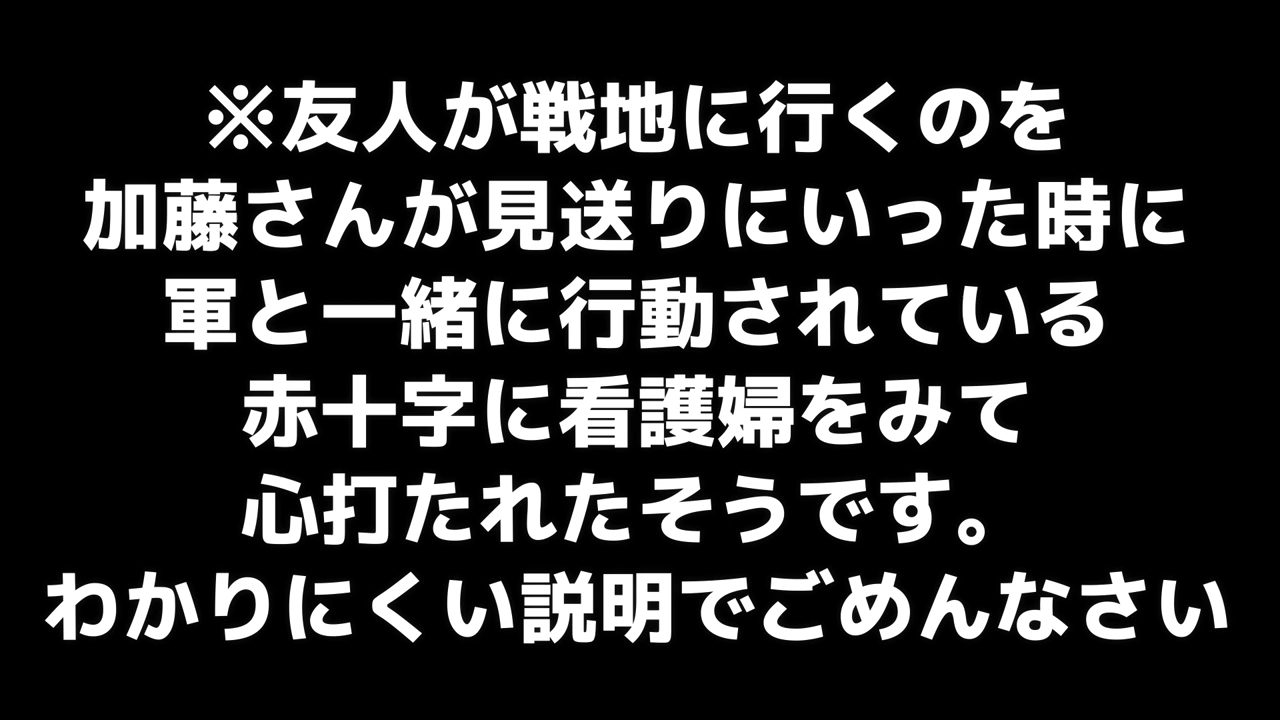 ※友人が戦地に行くのを
加藤さんが見送りにいった時に
軍と一緒に行動されている
赤十字に看護婦をみて
心打たれたそうです。
わかりにくい説明でごめんなさい